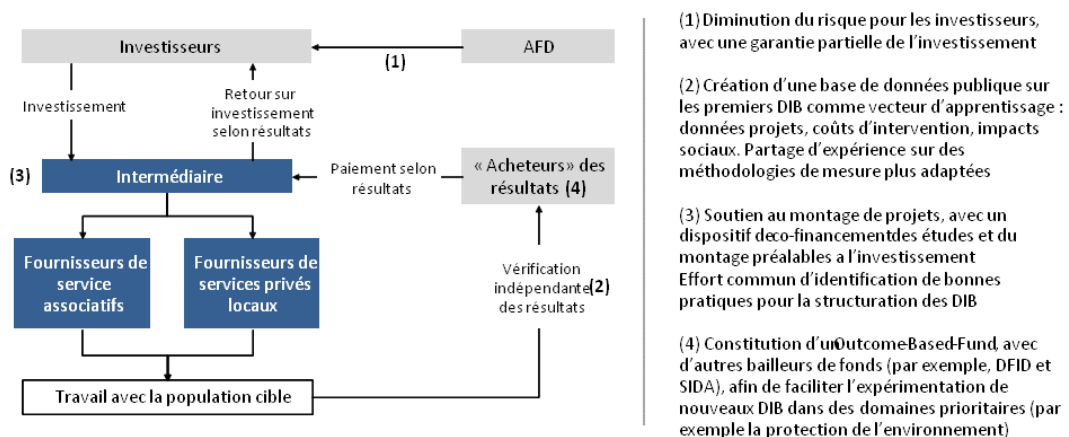 Investisseurs
AFD
(1)
Investissement
Retour sur
investissement
selon résultats
(3)
Intermédiaire
Paiement selon
résultats
« Acheteurs » des
résultats (4)
Fournisseurs de
service
associatifs
Fournisseurs de
services privés
locaux
Vérification
indépendante
des résultats
(2)
Travail avec la population cible
(1) Diminution du risque pour les investisseurs,
avec une garantie partielle de l'investissement
(2) Création d'une base de données publique sur
les premiers DIB comme vecteur d'apprentissage :
données projets, coûts d'intervention, impacts
sociaux. Partage d'expérience sur des
méthodologies de mesure plus adaptées
(3) Soutien au montage de projets, avec un
dispositif de co-financement des études et du
montage préalables a l'investissement
Effort commun d'identification de bonnes
pratiques pour la structuration des DIB
(4) Constitution d'un Outcome-Based-Fund, avec
d'autres bailleurs de fonds (par exemple, DFID et
SIDA), afin de faciliter l'expérimentation de
nouveaux DIB dans des domaines prioritaires (par
exemple la protection de l'environnement)